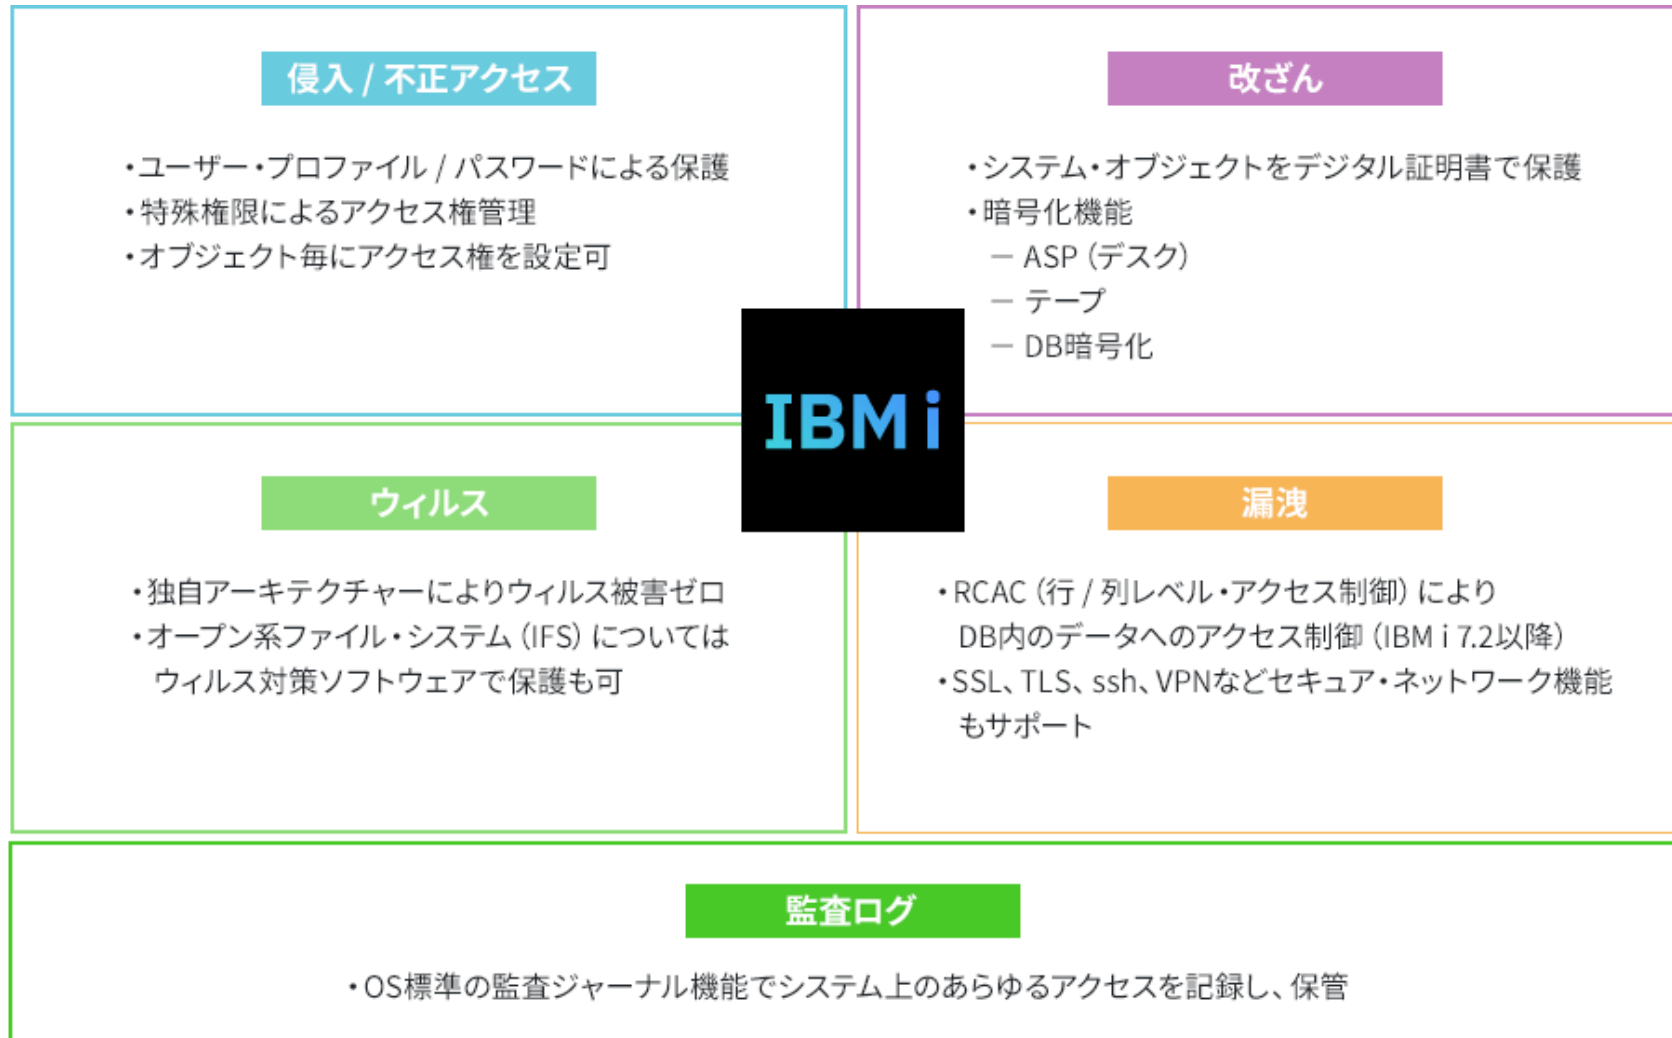 侵入 / 不正アクセス
・ユーザー・プロファイル / パスワードによる保護
・特殊権限によるアクセス権管理
・オブジェクト毎にアクセス権を設定可
改ざん
・システム・オブジェクトをデジタル証明書で保護
・暗号化機能
－ ASP（デスク）
－ テープ
－ DB暗号化
IBM i
ウィルス
・独自アーキテクチャーによりウィルス被害ゼロ
・オープン系ファイル・システム（IFS）については
ウィルス対策ソフトウェアで保護も可
漏洩
・RCAC（行 / 列レベル・アクセス制御）により
DB内のデータへのアクセス制御（IBM i 7.2以降）
・SSL、TLS、ssh、VPNなどセキュア・ネットワーク機能
もサポート
監査ログ
・OS標準の監査ジャーナル機能でシステム上のあらゆるアクセスを記録し、保管